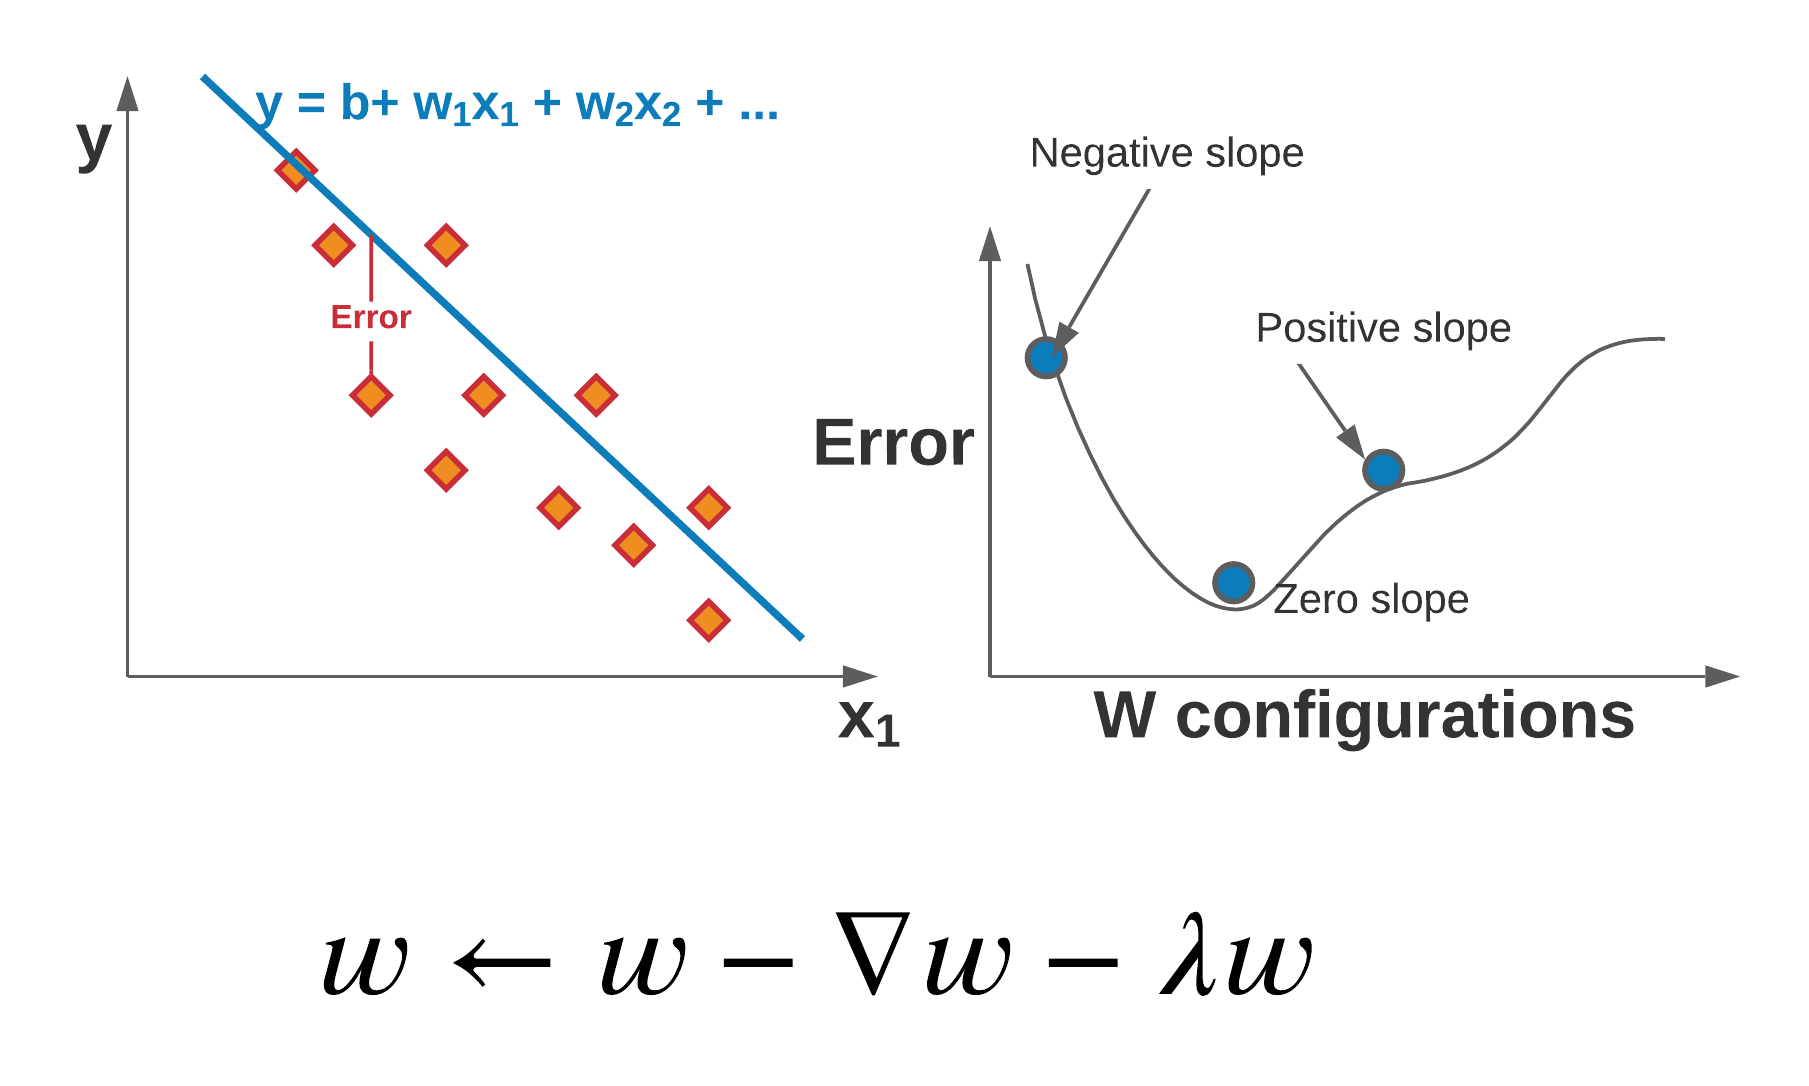 y = b+ w₁x₁ + w₂x₂ + ...
y
Error
x₁
Negative slope
Positive slope
Error
Zero slope
W configurations
w ← w − ∇w − λw